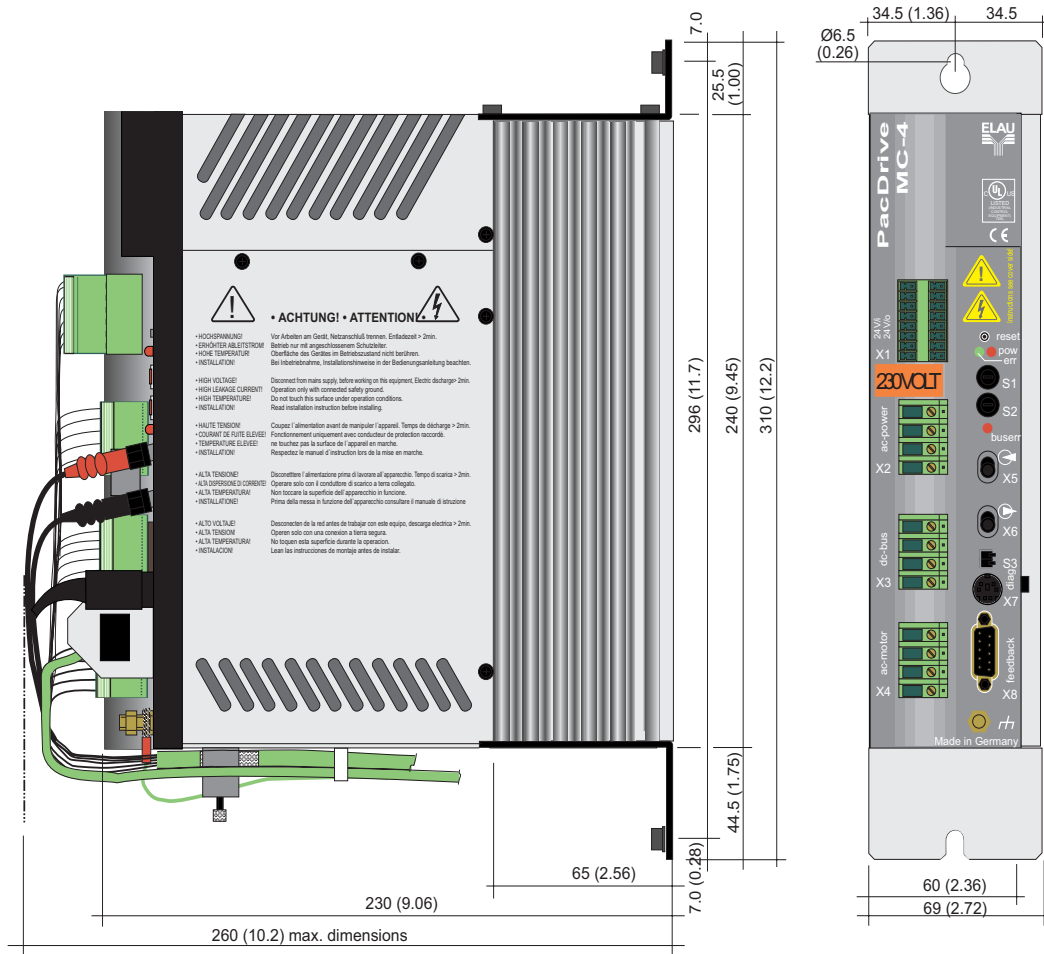 34.5 (1.36)
34.5
Ø6.5
(0.26)
7.0
25.5
(1.00)
296 (11.7)
240 (9.45)
310 (12.2)
44.5 (1.75)
7.0 (0.28)
65 (2.56)
230 (9.06)
260 (10.2) max. dimensions
60 (2.36)
69 (2.72)
• ACHTUNG! • ATTENTION! •
• HOCHSPANNUNG! Vor Arbeiten am Gerät, Netzanschluß trennen. Entladezeit > 2min.
• ERHÖHTER ABLEITSTROM! Betrieb nur mit angeschlossenem Schutzleiter.
• HOHE TEMPERATUR! Oberfläche des Gerätes im Betriebszustand nicht berühren.
• INSTALLATION! Bei Inbetriebnahme, Installationshinweise in der Bedienungsanleitung beachten.
• HIGH VOLTAGE! Disconnect from mains supply, before working on this equipment, Electric discharge> 2min.
• HIGH LEAKAGE CURRENT! Operation only with connected safety ground.
• HIGH TEMPERATURE! Do not touch this surface under operation conditions.
• INSTALLATION! Read installation instruction before installing.
• HAUTE TENSION! Coupez l´alimentation avant de manipuler l´appareil. Temps de décharge > 2min.
• COURANT DE FUITE ELEVEE! Fonctionnement uniquement avec conducteur de protection raccordé.
• TEMPERATURE ELEVEE! ne touchez pas la surface de l´appareil en marche.
• INSTALLATION! Respectez le manuel d´instruction lors de la mise en marche.
• ALTA TENSIONE! Disconettiere l´alimentazione prima di lavorare all´apparecchio. Tempo di scarica > 2min.
• ALTA DISPERSIONE DI CORRENTE! Operare solo con il conduttore di scarico a terra collegato.
• ALTA TEMPERATURA! Non toccare la superficie dell´apparecchio in funzione.
• INSTALLATIONE! Prima della messa in funzione dell´apparecchio consultare il manuale di istruzione
• ALTO VOLTAJE! Desconecten de la red antes de trabajar con este equipo, descarga electrica > 2min.
• ALTA TENSION! Operen solo con una conexion a tierra segura.
• ALTA TEMPERATURA! No toquen esta superficie durante la operacion.
• INSTALACION! Lean las instrucciones de montaje antes de instalar.
PacDrive
MC-4
ELAU
C UL US
LISTED
CE
Instructions see cover side
24V/i
24V/o
X1
reset
pow
err
230VOLT
S1
S2
buserr
ac-power
X2
X5
X6
dc-bus
X3
S3
diag
X7
ac-motor
X4
feedback
X8
Made in Germany